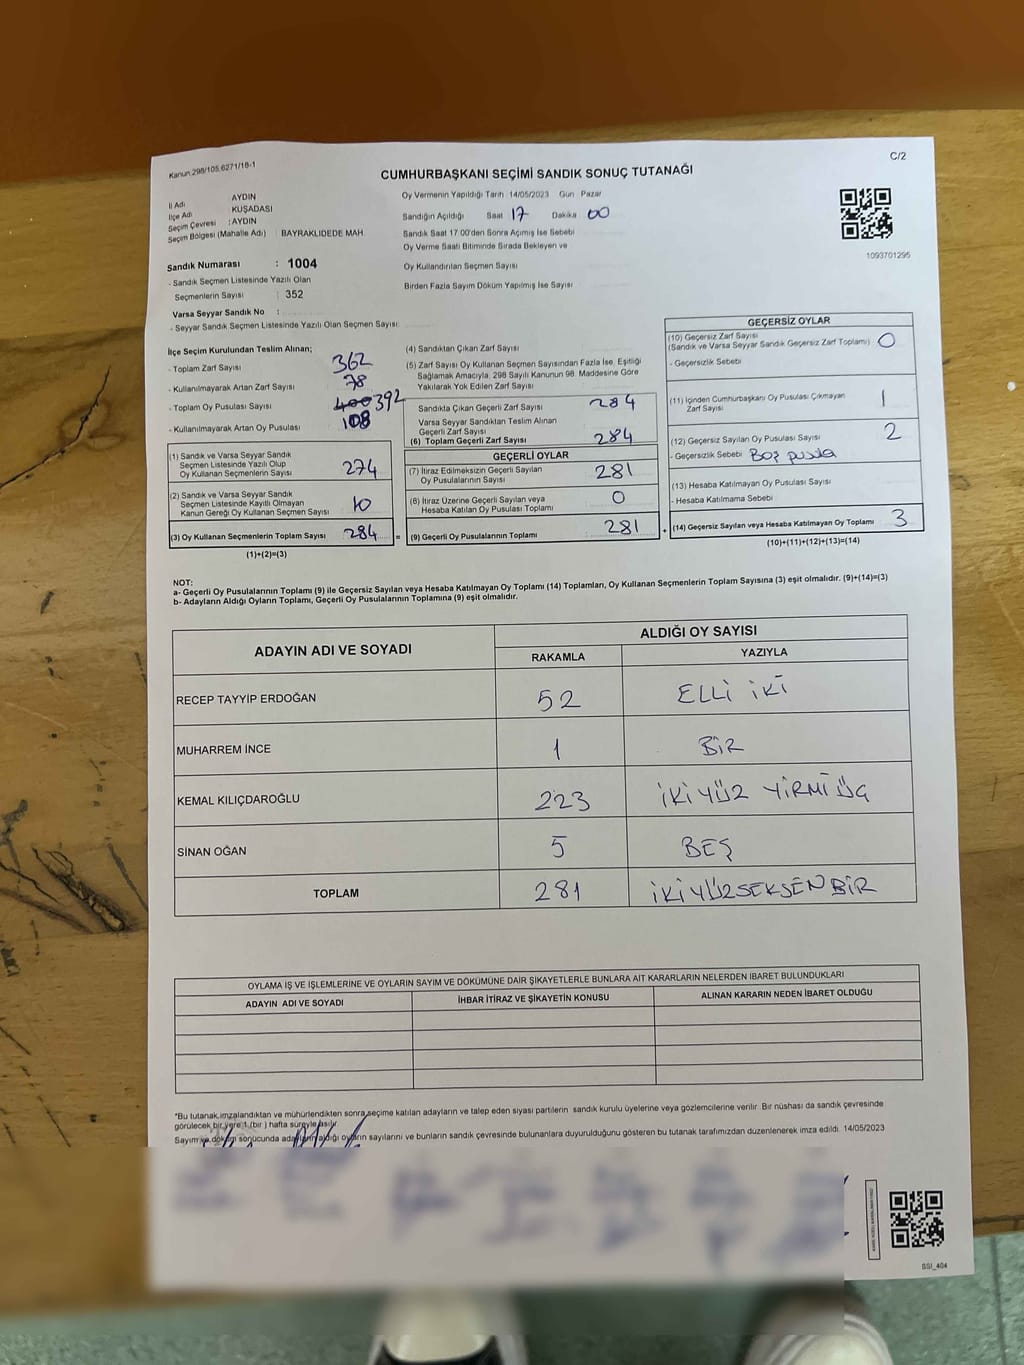 Kanun 298/105,6271/18-1
C/2
CUMHURBAŞKANI SEÇİMİ SANDIK SONUÇ TUTANAĞI
İl Adı AYDIN
İlçe Adı KUŞADASI
Seçim Çevresi : AYDIN
Seçim Bölgesi (Mahalle Adı) BAYRAKLIDEDE MAH.
Sandık Numarası : 1004
- Sandık Seçmen Listesinde Yazılı Olan
Seçmenlerin Sayısı : 352
Varsa Seyyar Sandık No :
- Seyyar Sandık Seçmen Listesinde Yazılı Olan Seçmen Sayısı
Oy Vermenin Yapıldığı Tarih 14/05/2023 Gün Pazar
Sandığın Açıldığı Saat 17 Dakika 00
Sandık Saat 17:00'den Sonra Açımış İse Sebebi
Oy Verme Saati Bitiminde Sırada Bekleyen ve
Oy Kullandırılan Seçmen Sayısı
Birden Fazla Sayım Döküm Yapılmış İse Sayısı
1093701295
İlçe Seçim Kurulundan Teslim Alınan;
- Toplam Zarf Sayısı 362
- Kullanılmayarak Artan Zarf Sayısı 78
- Toplam Oy Pusulası Sayısı 400 392
- Kullanılmayarak Artan Oy Pusulası 108
(1) Sandık ve Varsa Seyyar Sandık
Seçmen Listesinde Yazılı Olup
Oy Kullanan Seçmenlerin Sayısı 274
(2) Sandık ve Varsa Seyyar Sandık
Seçmen Listesinde Kayıtlı Olmayan
Kanun Gereği Oy Kullanan Seçmen Sayısı 10
(3) Oy Kullanan Seçmenlerin Toplam Sayısı 284 =
(1)+(2)=(3)
(4) Sandıktan Çıkan Zarf Sayısı
(5) Zarf Sayısı Oy Kullanan Seçmen Sayısından Fazla İse, Eşitliği
Sağlamak Amacıyla, 298 Sayılı Kanunun 98. Maddesine Göre
Yakılarak Yok Edilen Zarf Sayısı
Sandıkta Çıkan Geçerli Zarf Sayısı 284
Varsa Seyyar Sandıktan Teslim Alınan
Geçerli Zarf Sayısı
(6) Toplam Geçerli Zarf Sayısı 284
GEÇERLİ OYLAR
(7) İtiraz Edilmeksizin Geçerli Sayılan
Oy Pusulalarının Sayısı 281
(8) İtiraz Üzerine Geçerli Sayılan veya
Hesaba Katılan Oy Pusulası Toplamı 0
(9) Geçerli Oy Pusulalarının Toplamı 281 +
GEÇERSİZ OYLAR
(10) Geçersiz Zarf Sayısı
(Sandık ve Varsa Seyyar Sandık Geçersiz Zarf Toplamı) 0
- Geçersizlik Sebebi
(11) İçinden Cumhurbaşkanı Oy Pusulası Çıkmayan
Zarf Sayısı 1
(12) Geçersiz Sayılan Oy Pusulası Sayısı 2
- Geçersizlik Sebebi Boş pusula
(13) Hesaba Katılmayan Oy Pusulası Sayısı
- Hesaba Katılmama Sebebi
(14) Geçersiz Sayılan veya Hesaba Katılmayan Oy Toplamı 3
(10)+(11)+(12)+(13)=(14)
NOT:
a- Geçerli Oy Pusulalarının Toplamı (9) ile Geçersiz Sayılan veya Hesaba Katılmayan Oy Toplamı (14) Toplamları, Oy Kullanan Seçmenlerin Toplam Sayısına (3) eşit olmalıdır. (9)+(14)=(3)
b- Adayların Aldığı Oyların Toplamı, Geçerli Oy Pusulalarının Toplamına (9) eşit olmalıdır.
ADAYIN ADI VE SOYADI
ALDIĞI OY SAYISI
RAKAMLA YAZIYLA
RECEP TAYYİP ERDOĞAN 52 ELLİ İKİ
MUHARREM İNCE 1 BİR
KEMAL KILIÇDAROĞLU 223 İKİ YÜZ YİRMİ ÜÇ
SİNAN OĞAN 5 BEŞ
TOPLAM 281 İKİYÜZSEKSEN BİR
OYLAMA İŞ VE İŞLEMLERİNE VE OYLARIN SAYIM VE DÖKÜMÜNE DAİR ŞİKAYETLERLE BUNLARA AİT KARARLARIN NELERDEN İBARET BULUNDUKLARI
ADAYIN ADI VE SOYADI İHBAR İTİRAZ VE ŞİKAYETİN KONUSU ALINAN KARARIN NEDEN İBARET OLDUĞU
*Bu tutanak,imzalandıktan ve mühürlendikten sonra,seçime katılan adayların ve talep eden siyasi partilerin sandık kurulu üyelerine veya gözlemcilerine verilir. Bir nüshası da sandık çevresinde
görülecek bir yere 1 (bir ) hafta süreyle asılır.
Sayım ve döküm sonucunda adayların aldığı oyların sayılarını ve bunların sandık çevresinde bulunanlara duyurulduğunu gösteren bu tutanak tarafımızdan düzenlenerek imza edildi. 14/05/2023
SSI_404